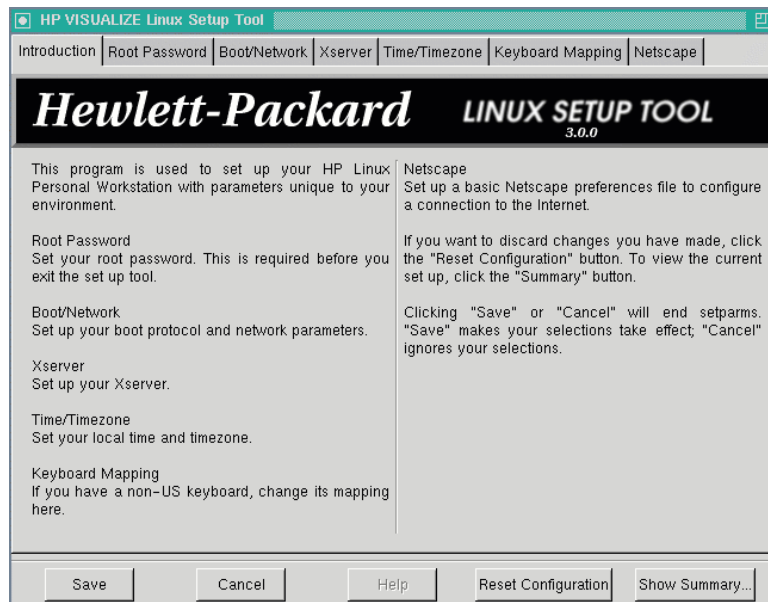 HP VISUALIZE Linux Setup Tool
Introduction Root Password Boot/Network Xserver Time/Timezone Keyboard Mapping Netscape
Hewlett-Packard LINUX SETUP TOOL
3.0.0
This program is used to set up your HP Linux
Personal Workstation with parameters unique to your
environment.
Root Password
Set your root password. This is required before you
exit the set up tool.
Boot/Network
Set up your boot protocol and network parameters.
Xserver
Set up your Xserver.
Time/Timezone
Set your local time and timezone.
Keyboard Mapping
If you have a non-US keyboard, change its mapping
here.
Netscape
Set up a basic Netscape preferences file to configure
a connection to the Internet.
If you want to discard changes you have made, click
the "Reset Configuration" button. To view the current
set up, click the "Summary" button.
Clicking "Save" or "Cancel" will end setparms.
"Save" makes your selections take effect; "Cancel"
ignores your selections.
Save Cancel Help Reset Configuration Show Summary...